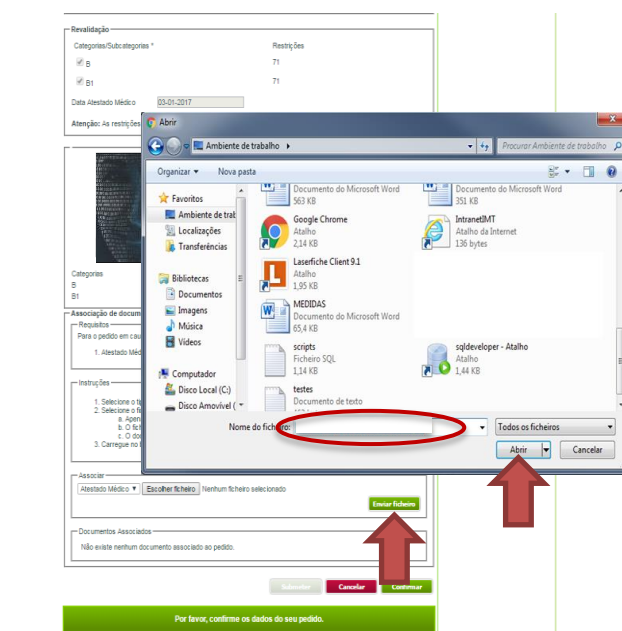 Revalidação
Categorias/Subcategorias * Restrições
B 71
B1 71
Data Atestado Médico 03-01-2017
Atenção: As restrições
Abrir
Ambiente de trabalho
Procurar Ambiente de trabalho
Organizar Nova pasta
Favoritos
Ambiente de trab
Localizações
Transferências
Bibliotecas
Documentos
Imagens
Música
Vídeos
Computador
Disco Local (C:)
Disco Amovível (
Documento do Microsoft Word
563 KB
Documento do Microsoft Word
351 KB
Google Chrome
Atalho
2,14 KB
IntranetIMT
Atalho da Internet
136 bytes
Laserfiche Client 9.1
Atalho
1,95 KB
MEDIDAS
Documento do Microsoft Word
65,4 KB
scripts
Ficheiro SQL
1,14 KB
sqldeveloper - Atalho
Atalho
1,44 KB
testes
Documento de texto
Nome do ficheiro:
Todos os ficheiros
Abrir Cancelar
Categorias
B
B1
Associação de docum
Requisitos
Para o pedido em cau
1. Atestado Méd
Instruções
1. Selecione o ti
2. Selecione o fi
a. Apen
b. O fich
c. O do
3. Carregue no
Associar
Atestado Médico Escolher ficheiro Nenhum ficheiro selecionado
Enviar ficheiro
Documentos Associados
Não existe nenhum documento associado ao pedido.
Submeter Cancelar Confirmar
Por favor, confirme os dados do seu pedido.